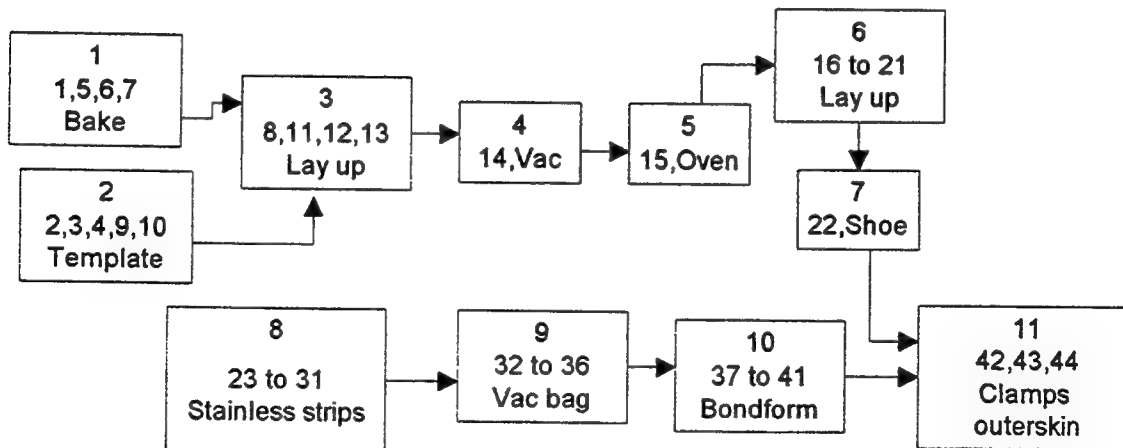 1
1,5,6,7
Bake
2
2,3,4,9,10
Template
3
8,11,12,13
Lay up
4
14,Vac
5
15,Oven
6
16 to 21
Lay up
7
22,Shoe
8
23 to 31
Stainless strips
9
32 to 36
Vac bag
10
37 to 41
Bondform
11
42,43,44
Clamps
outerskin